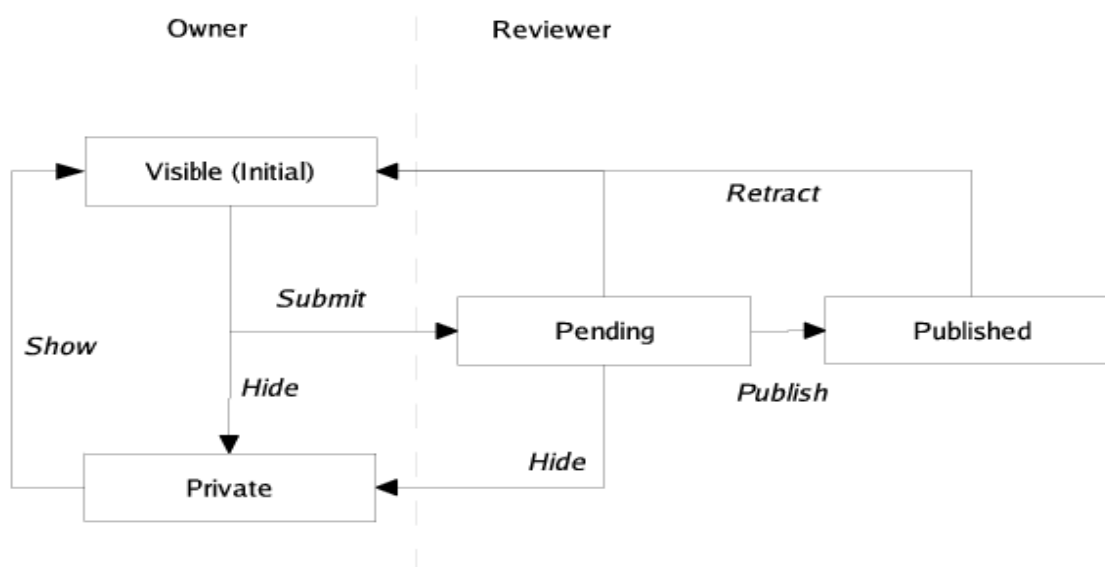 Owner
Reviewer
Visible (Initial)
Retract
Submit
Pending
Published
Show
Hide
Publish
Hide
Private